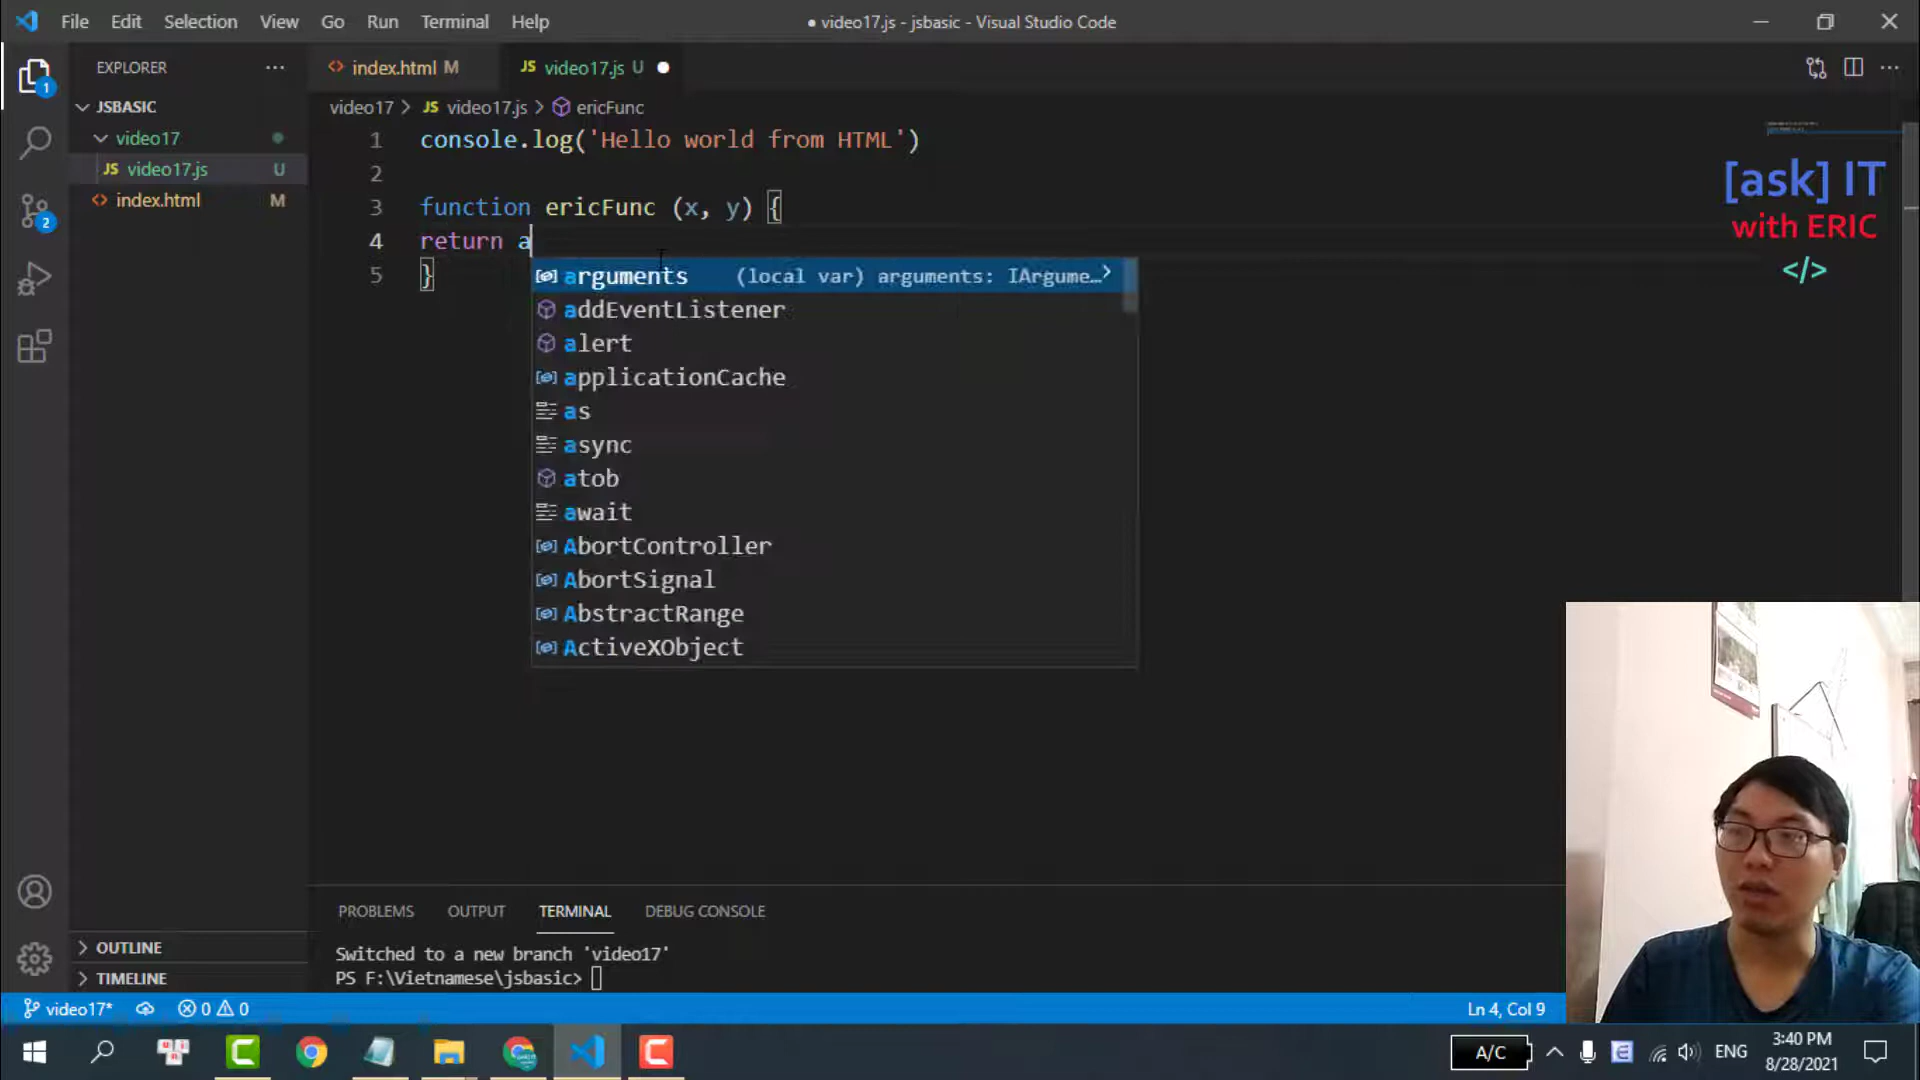 File Edit Selection View Go Run Terminal Help
● video17.js - jsbasic - Visual Studio Code
EXPLORER
JSBASIC
video17
JS video17.js U
<> index.html M
OUTLINE
TIMELINE
<> index.html M
JS video17.js U
video17 > JS video17.js > ericFunc
1 console.log('Hello world from HTML')
2
3 function ericFunc (x, y) {
4 return a
5 }
arguments (local var) arguments: IArgume…
addEventListener
alert
applicationCache
as
async
atob
await
AbortController
AbortSignal
AbstractRange
ActiveXObject
[ask] IT
with ERIC
</>
PROBLEMS OUTPUT TERMINAL DEBUG CONSOLE
Switched to a new branch 'video17'
PS F:\Vietnamese\jsbasic>
1
2
video17* 0 0
Ln 4, Col 9
A/C
ENG
3:40 PM
8/28/2021